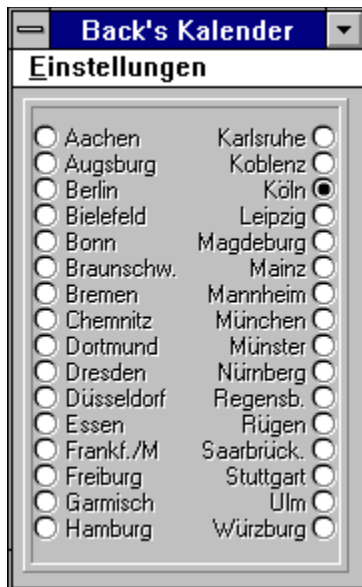 Back's Kalender
Einstellungen
Aachen Karlsruhe
Augsburg Koblenz
Berlin Köln
Bielefeld Leipzig
Bonn Magdeburg
Braunschw. Mainz
Bremen Mannheim
Chemnitz München
Dortmund Münster
Dresden Nürnberg
Düsseldorf Regensb.
Essen Rügen
Frankf./M Saarbrück.
Freiburg Stuttgart
Garmisch Ulm
Hamburg Würzburg